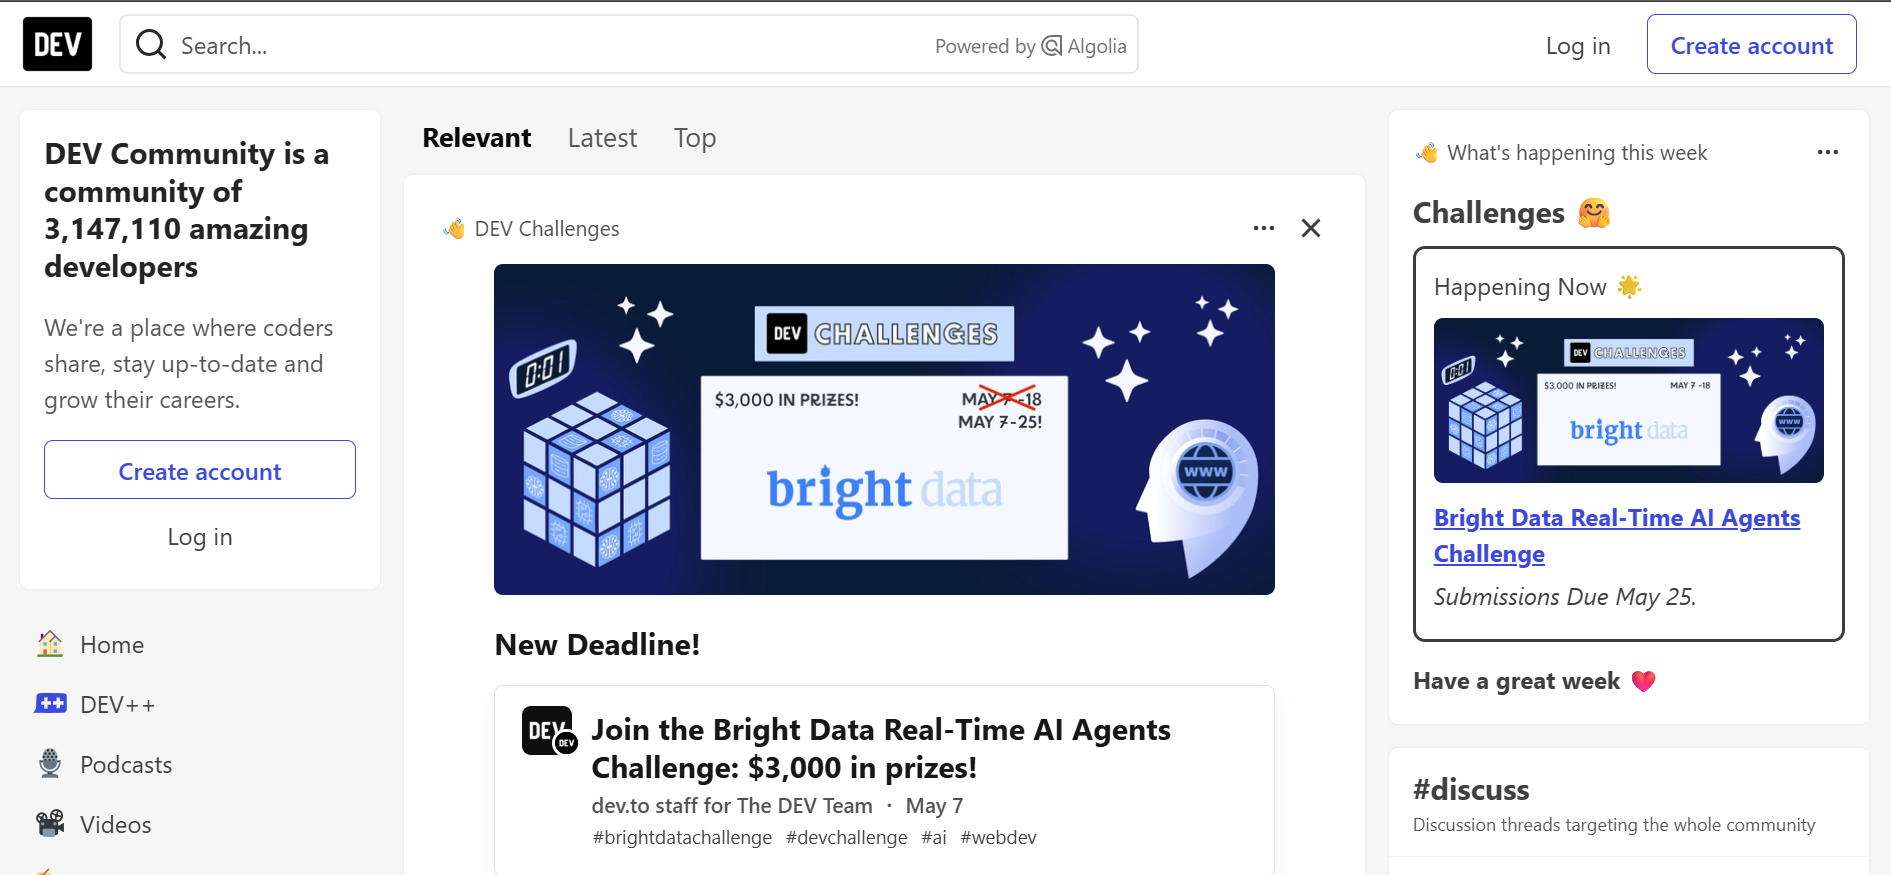 DEV
Search...
Powered by Algolia
Log in
Create account
DEV Community is a
community of
3,147,110 amazing
developers
We're a place where coders
share, stay up-to-date and
grow their careers.
Create account
Log in
Home
DEV++
Podcasts
Videos
Relevant
Latest
Top
DEV Challenges
DEV CHALLENGES
0:01
$3,000 IN PRIZES!
MAY 7 -18
MAY 7-25!
bright data
WWW
New Deadline!
DEV
DEV
Join the Bright Data Real-Time AI Agents
Challenge: $3,000 in prizes!
dev.to staff for The DEV Team · May 7
#brightdatachallenge #devchallenge #ai #webdev
What's happening this week
Challenges
Happening Now
DEV CHALLENGES
0:01
$3,000 IN PRIZES!
MAY 7 -18
bright data
WWW
Bright Data Real-Time AI Agents
Challenge
Submissions Due May 25.
Have a great week
#discuss
Discussion threads targeting the whole community